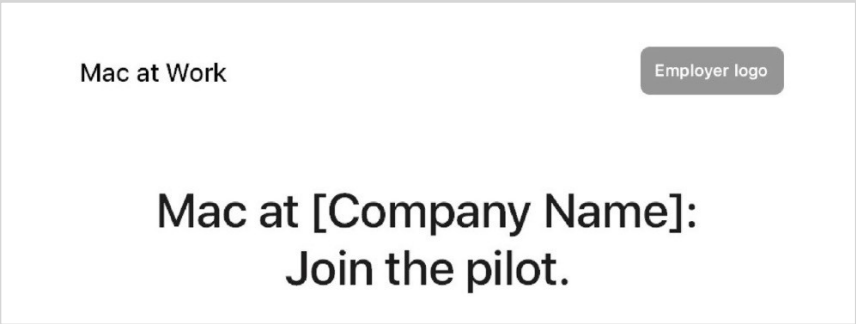 Mac at Work
Employer logo
Mac at [Company Name]:
Join the pilot.